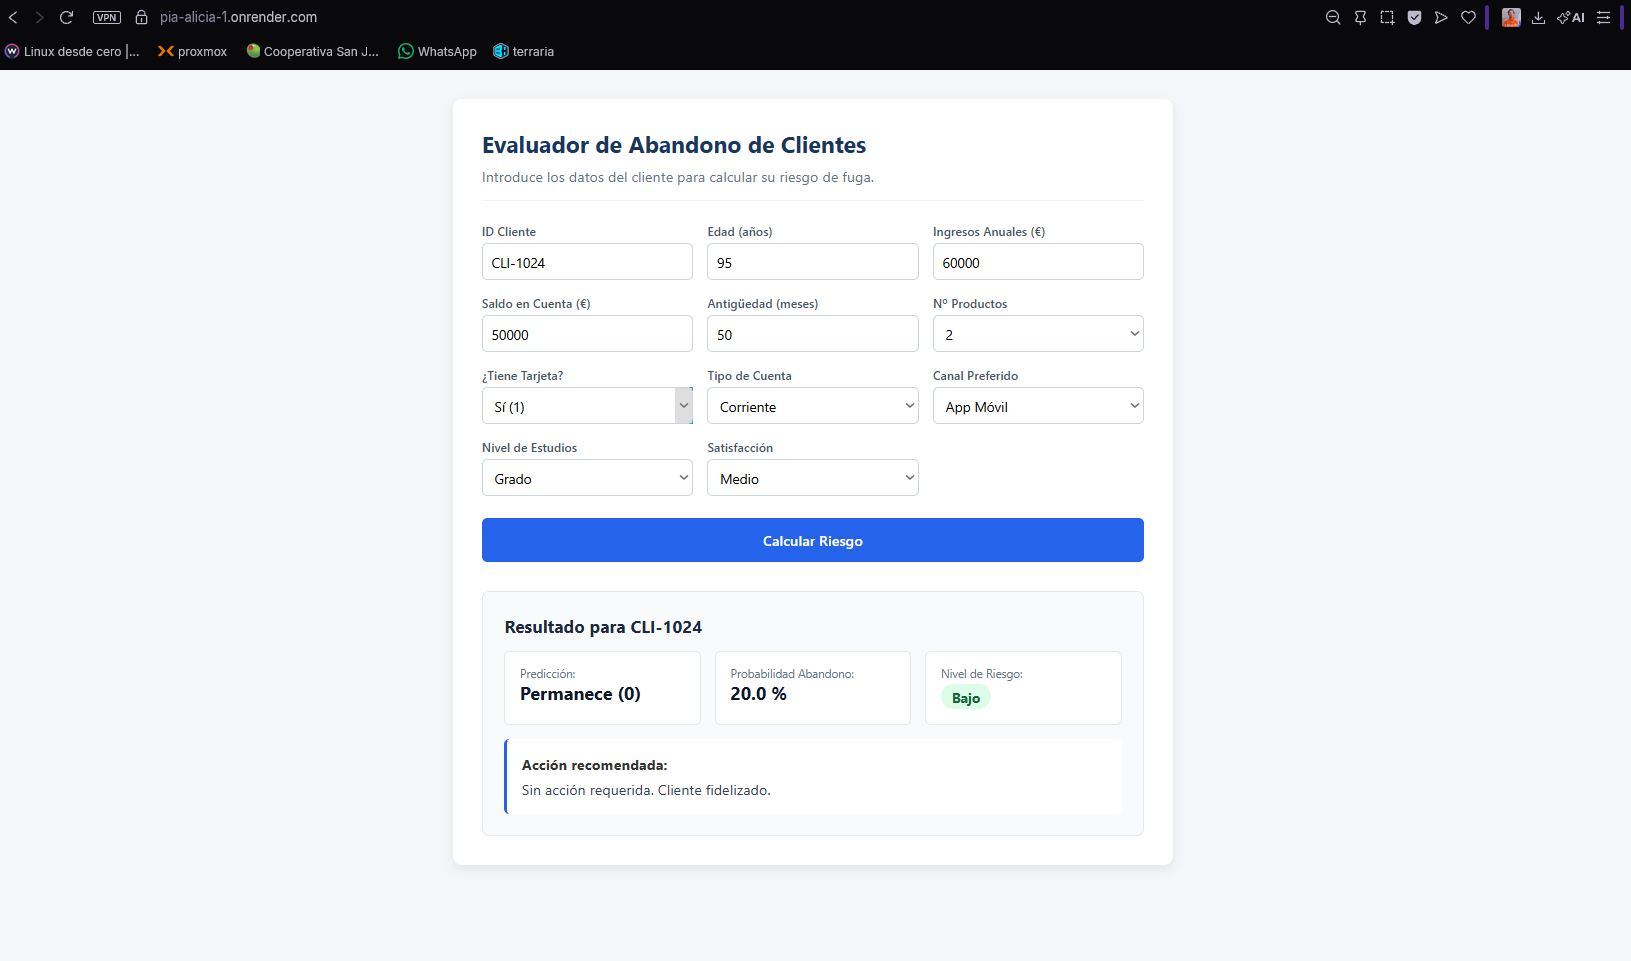 VPN
pia-alicia-1.onrender.com
AI
Linux desde cero |...
proxmox
Cooperativa San J...
WhatsApp
terraria
Evaluador de Abandono de Clientes
Introduce los datos del cliente para calcular su riesgo de fuga.
ID Cliente
Edad (años)
Ingresos Anuales (€)
CLI-1024
95
60000
Saldo en Cuenta (€)
Antigüedad (meses)
Nº Productos
50000
50
2
¿Tiene Tarjeta?
Tipo de Cuenta
Canal Preferido
Sí (1)
Corriente
App Móvil
Nivel de Estudios
Satisfacción
Grado
Medio
Calcular Riesgo
Resultado para CLI-1024
Predicción:
Permanece (0)
Probabilidad Abandono:
20.0 %
Nivel de Riesgo:
Bajo
Acción recomendada:
Sin acción requerida. Cliente fidelizado.